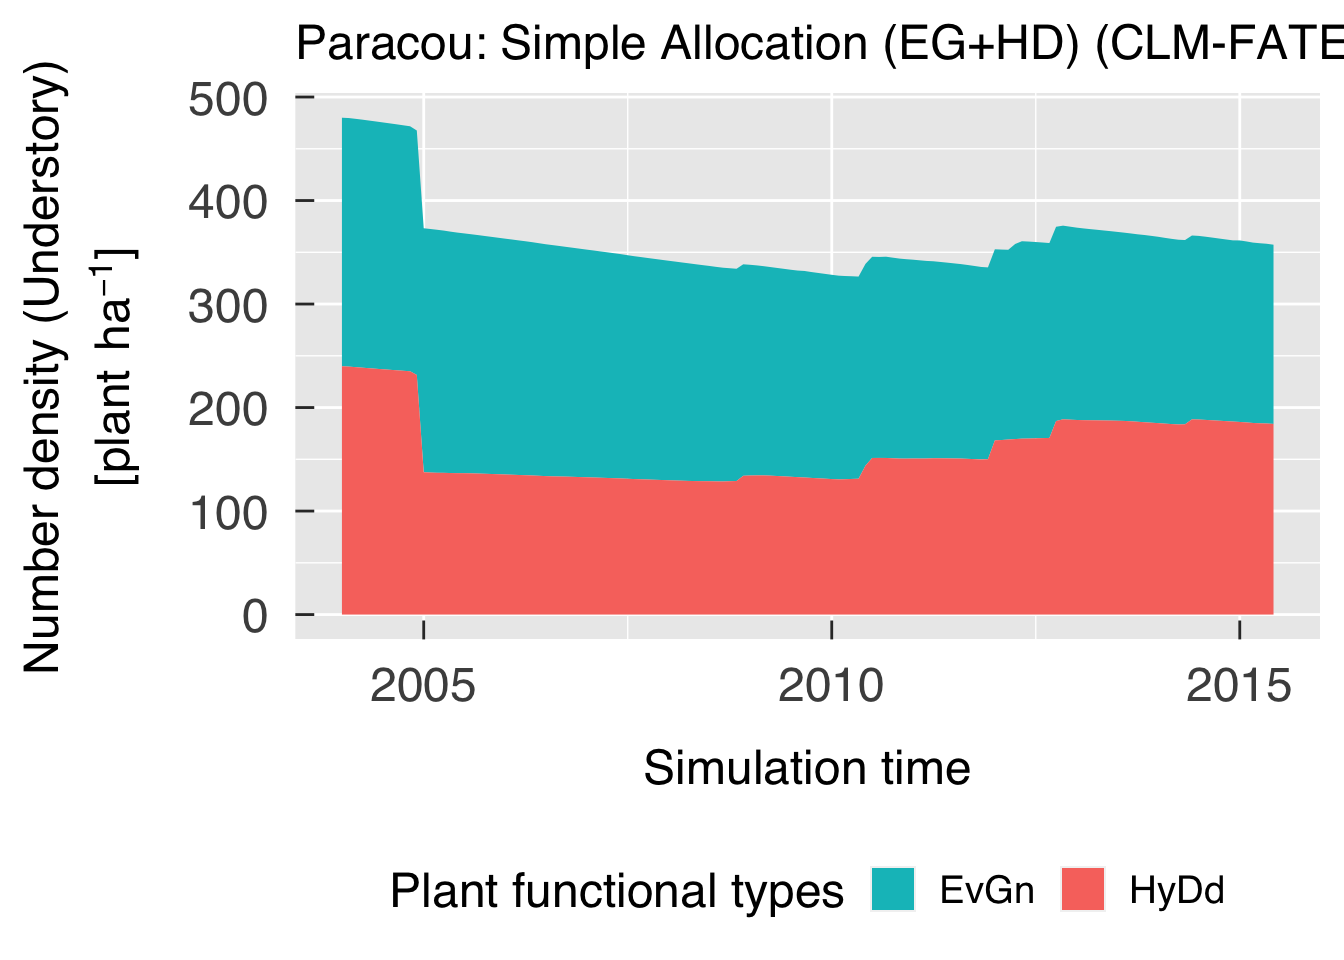 Paracou: Simple Allocation (EG+HD) (CLM-FATE
Number density (Understory)
[plant ha⁻¹]
500
400
300
200
100
0
2005 2010 2015
Simulation time
Plant functional types EvGn HyDd